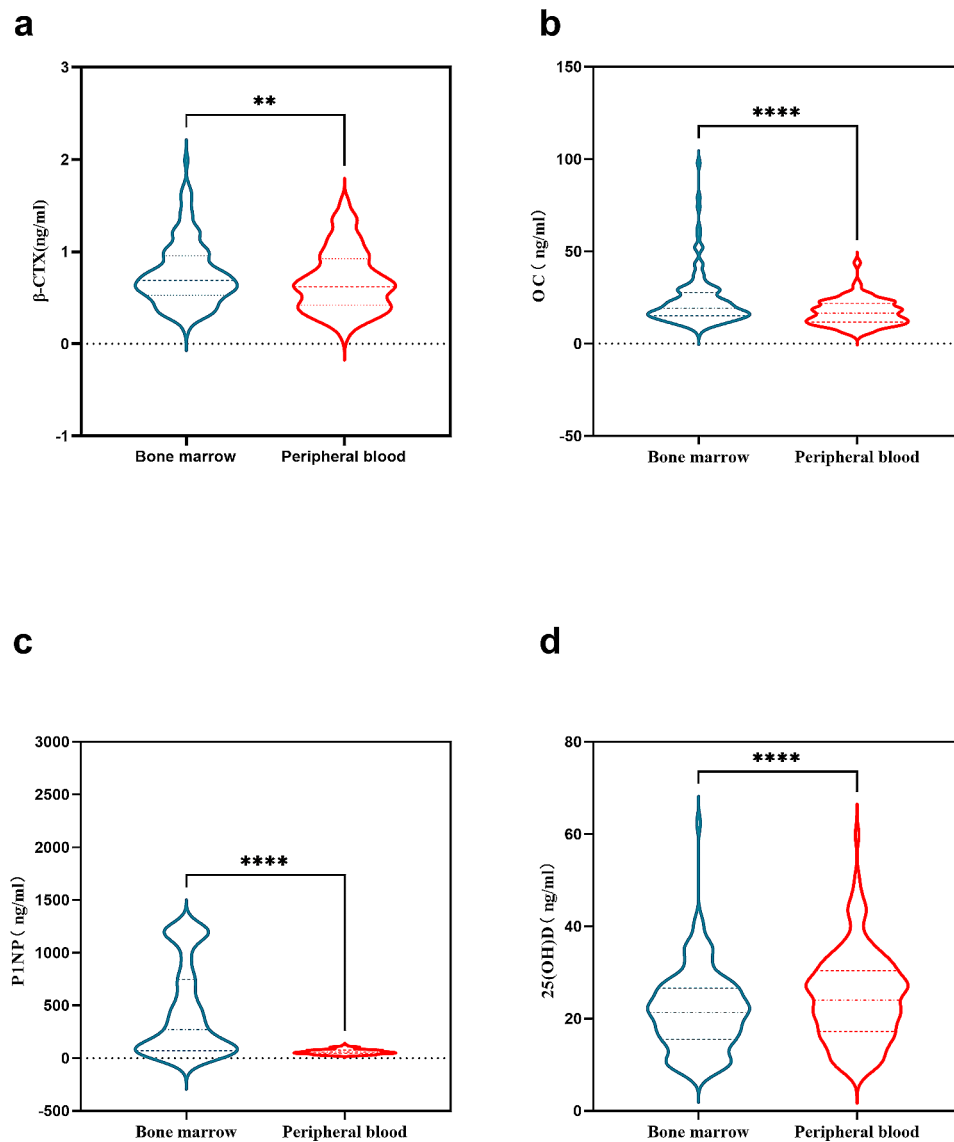 a
b
3
2
1
0
-1
β-CTX(ng/ml)
**
Bone marrow
Peripheral blood
150
100
50
0
-50
OC（ ng/ml）
****
Bone marrow
Peripheral blood
c
d
3000
2500
2000
1500
1000
500
0
-500
P1NP（ ng/ml）
****
Bone marrow
Peripheral blood
80
60
40
20
0
25(OH)D（ ng/ml）
****
Bone marrow
Peripheral blood